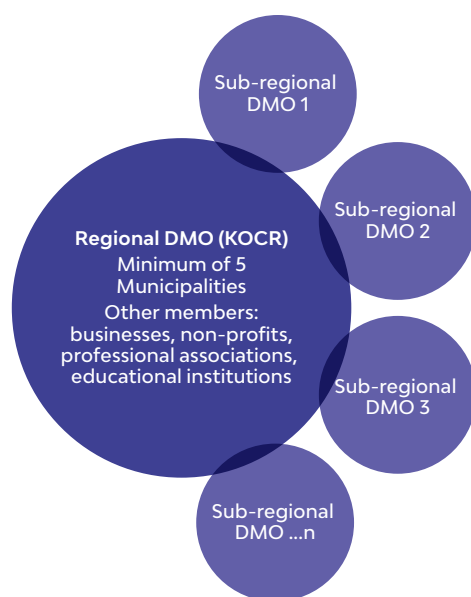 Sub-regional
DMO 1
Sub-regional
DMO 2
Regional DMO (KOCR)
Minimum of 5
Municipalities
Other members:
businesses, non-profits,
professional associations,
educational institutions
Sub-regional
DMO 3
Sub-regional
DMO ...n